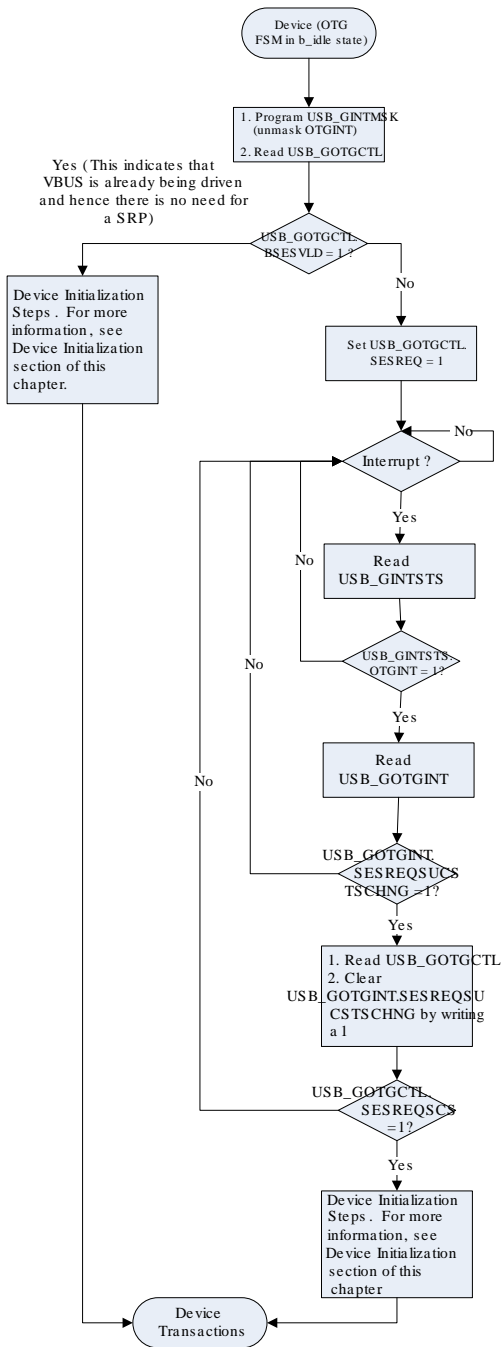 Device (OTG
FSM in b_idle state)
1. Program USB_GINTMSK
(unmask OTGINT)
2. Read USB_GOTGCTL
Yes (This indicates that
VBUS is already being driven
and hence there is no need for
a SRP)
USB_GOTGCTL.
BSESVLD = 1 ?
No
Device Initialization
Steps . For more
information, see
Device Initialization
section of this
chapter.
Set USB_GOTGCTL.
SESREQ = 1
No
Interrupt ?
Yes
Read
USB_GINTSTS
No
USB_GINTSTS.
OTGINT = 1?
No
Yes
Read
USB_GOTGINT
No
USB_GOTGINT.
SESREQSUCS
TSCHNG =1?
Yes
1. Read USB_GOTGCTL
2. Clear
USB_GOTGINT.SESREQSU
CSTSCHNG by writing
a 1
USB_GOTGCTL.
SESREQSCS
=1?
Yes
Device Initialization
Steps . For more
information, see
Device Initialization
section of this
chapter
Device
Transactions